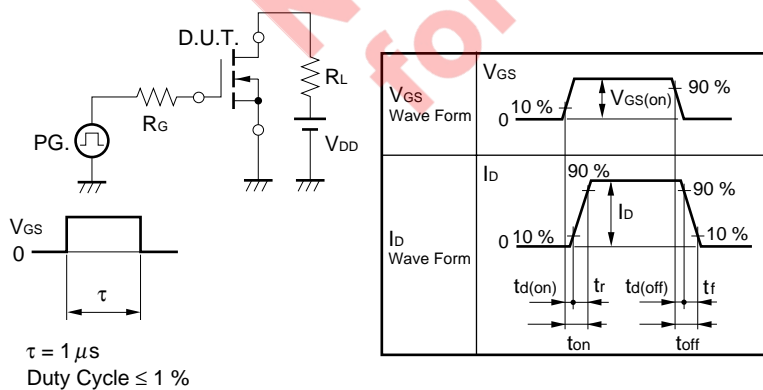 D.U.T.
RL
RG
PG.
VDD
VGS
0
τ
τ = 1 μs
Duty Cycle ≤ 1 %
VGS
Wave Form
VGS
10 %
0
VGS(on)
90 %
ID
Wave Form
ID
90 %
90 %
0
10 %
ID
10 %
td(on)
tr
td(off)
tf
ton
toff